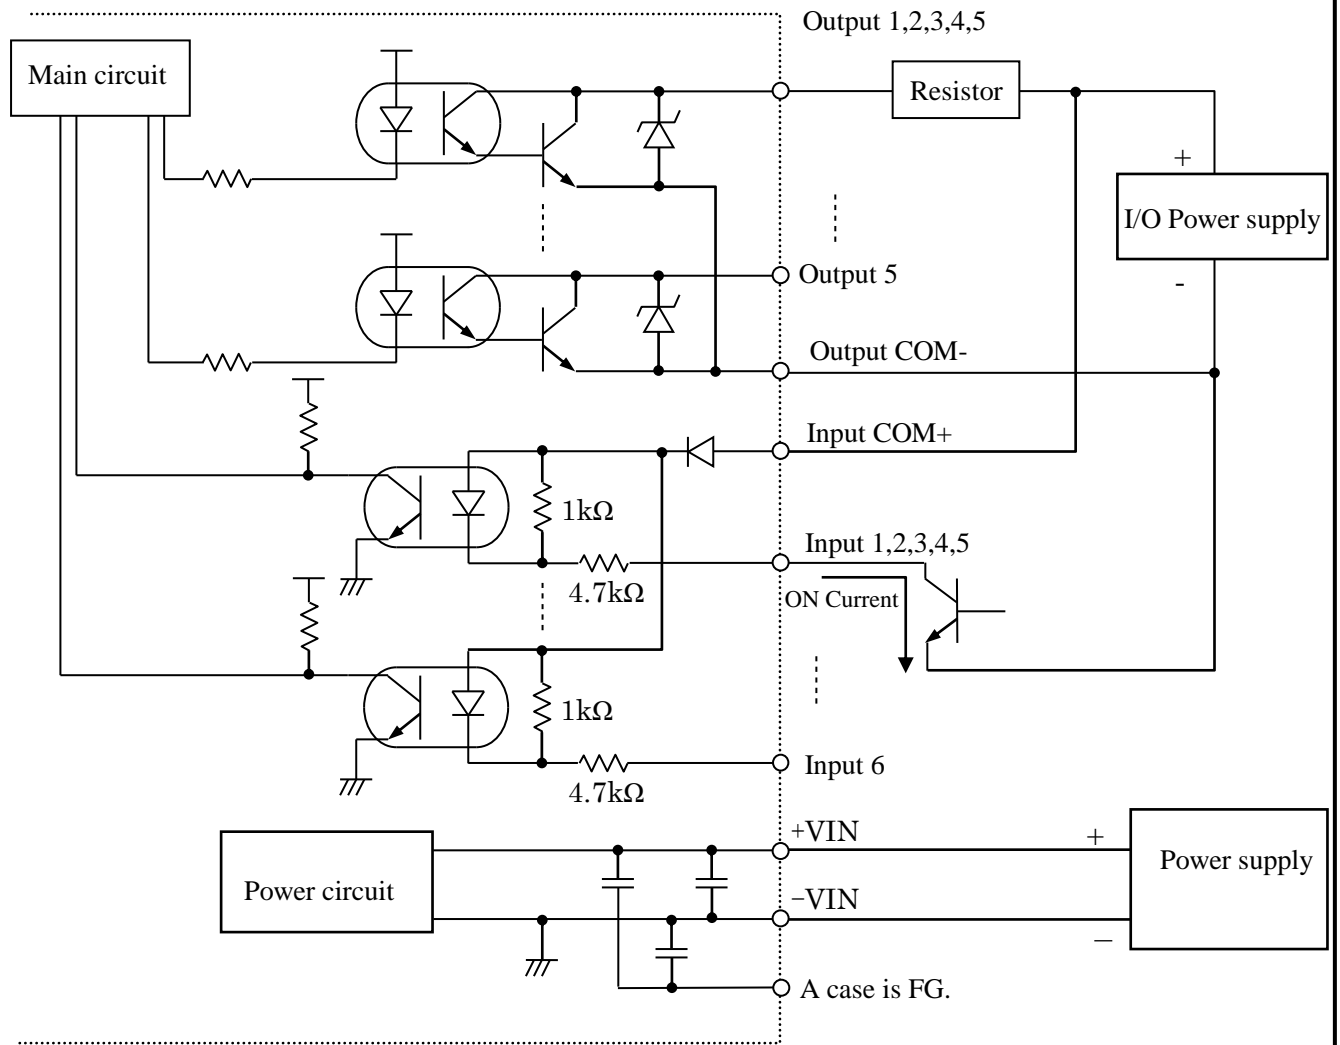 Output 1,2,3,4,5
Main circuit
Resistor
+
I/O Power supply
Output 5
-
Output COM-
Input COM+
1kΩ
Input 1,2,3,4,5
4.7kΩ
ON Current
1kΩ
Input 6
4.7kΩ
+VIN
+
Power supply
Power circuit
−VIN
−
A case is FG.